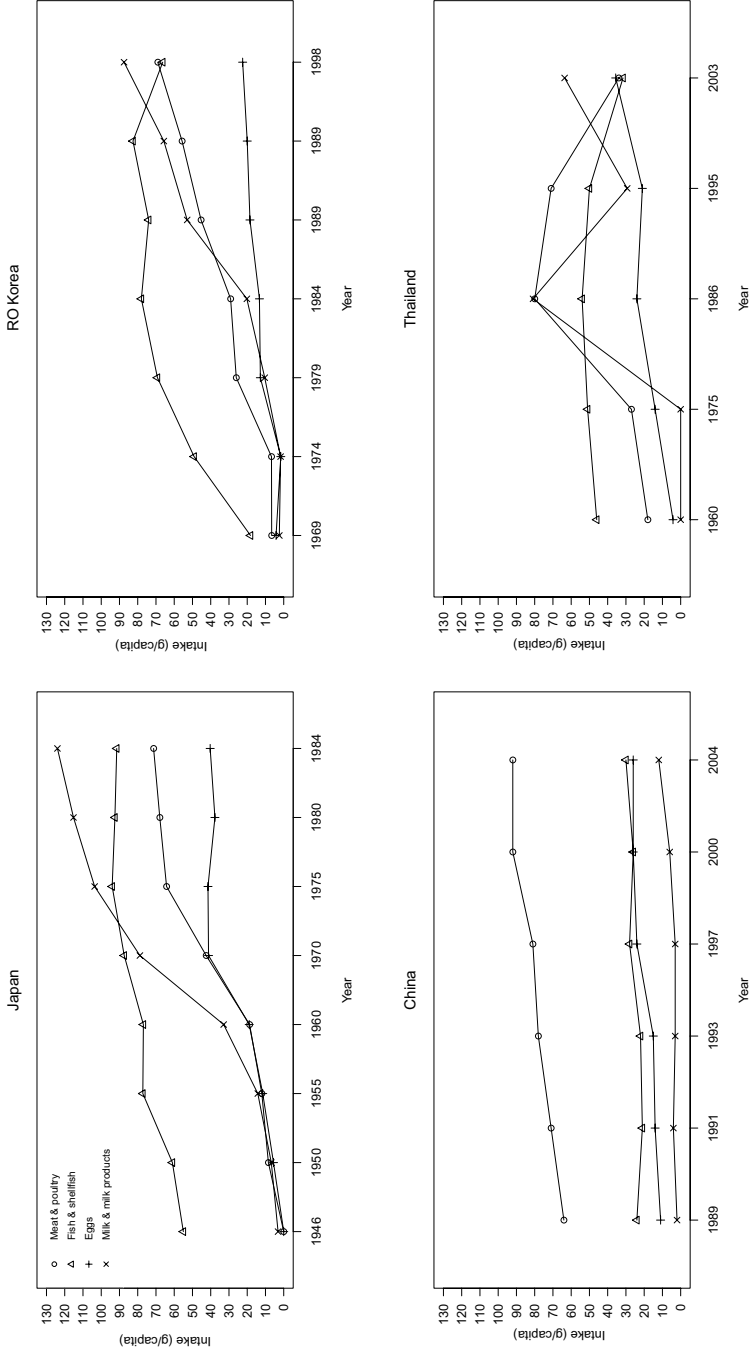 Japan
130
120
110
100
90
80
70
60
50
40
30
20
10
0
Intake (g/capita)
Meat & poultry
Fish & shellfish
Eggs
Milk & milk products
1946 1950 1955 1960 1970 1975 1980 1984
Year
RO Korea
130
120
110
100
90
80
70
60
50
40
30
20
10
0
Intake (g/capita)
1969 1974 1979 1984 1989 1989 1998
Year
China
130
120
110
100
90
80
70
60
50
40
30
20
10
0
Intake (g/capita)
1989 1991 1993 1997 2000 2004
Year
Thailand
130
120
110
100
90
80
70
60
50
40
30
20
10
0
Intake (g/capita)
1960 1975 1986 1995 2003
Year